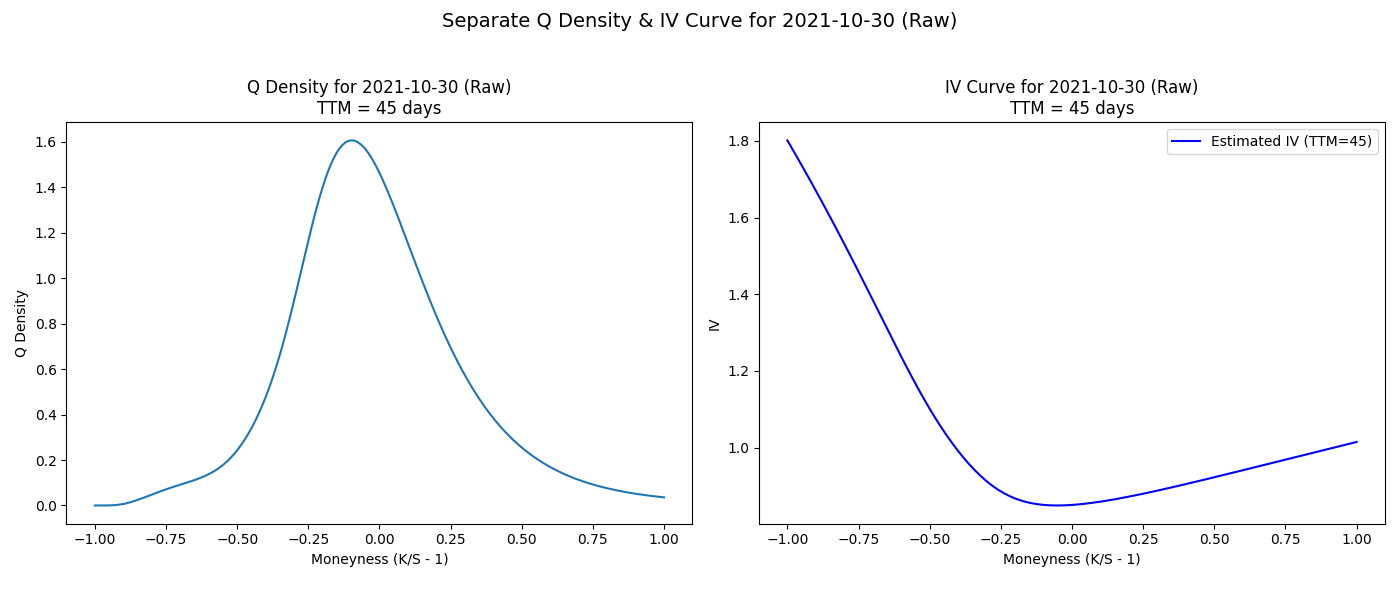 Separate Q Density & IV Curve for 2021-10-30 (Raw)
Q Density for 2021-10-30 (Raw)
TTM = 45 days
Q Density
1.6
1.4
1.2
1.0
0.8
0.6
0.4
0.2
0.0
−1.00 −0.75 −0.50 −0.25 0.00 0.25 0.50 0.75 1.00
Moneyness (K/S - 1)
IV Curve for 2021-10-30 (Raw)
TTM = 45 days
Estimated IV (TTM=45)
IV
1.8
1.6
1.4
1.2
1.0
−1.00 −0.75 −0.50 −0.25 0.00 0.25 0.50 0.75 1.00
Moneyness (K/S - 1)